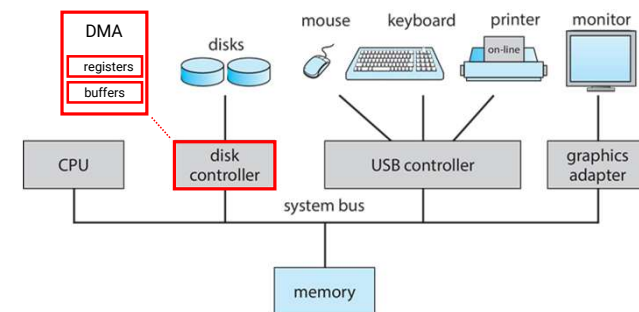 DMA
registers
buffers
disks
mouse
keyboard
printer
monitor
on-line
CPU
disk
controller
USB controller
graphics
adapter
system bus
memory